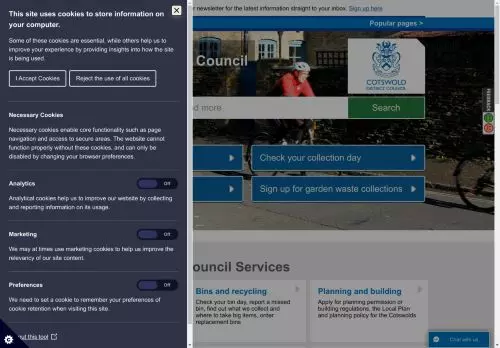 This site uses cookies to store information on
your computer.
Some of these cookies are essential, while others help us to
improve your experience by providing insights into how the site
is being used.
I Accept Cookies
Reject the use of all cookies
Necessary Cookies
Necessary cookies enable core functionality such as page
navigation and access to secure areas. The website cannot
function properly without these cookies, and can only be
disabled by changing your browser preferences.
Analytics
Off
Analytical cookies help us to improve our website by collecting
and reporting information on its usage.
Marketing
Off
We may at times use marketing cookies to help us improve the
relevancy of our site content.
Preferences
Off
We need to set a cookie to remember your preferences of
cookie retention when visiting this site.
out this tool
r newsletter for the latest information straight to your inbox. Sign up here
Popular pages >
Council
COTSWOLD
DISTRICT COUNCIL
d more
Search
FEEDBACK
Check your collection day
Sign up for garden waste collections
ouncil Services
Bins and recycling
Check your bin day, report a missed
bin, find out what we collect and
where to take big items, order
replacement bins
Planning and building
Apply for planning permission or
building regulations, the Local Plan
and planning policy for the Cotswolds
Chat with us